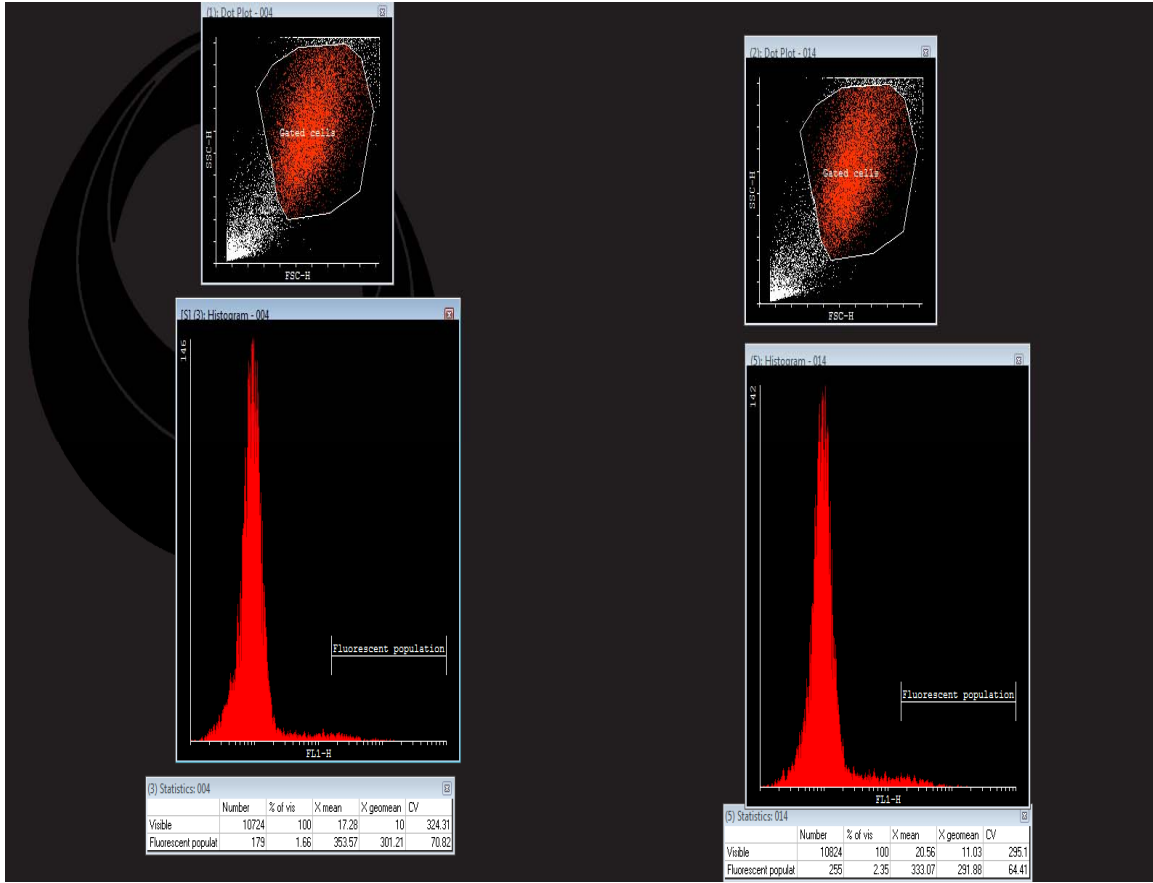 (1): Dot Plot - 004
Gated cells
SSC-H
FSC-H
[S] (3): Histogram - 004
146
Fluorescent population
FL1-H
(3) Statistics: 004
Number % of vis X mean X geomean CV
Visible 10724 100 17.28 10 324.31
Fluorescent populat 179 1.66 353.57 301.21 70.82
(2): Dot Plot - 014
Gated cells
SSC-H
FSC-H
(5): Histogram - 014
142
Fluorescent population
FL1-H
(5) Statistics: 014
Number % of vis X mean X geomean CV
Visible 10824 100 20.56 11.03 295.1
Fluorescent populat 255 2.35 333.07 291.88 64.41